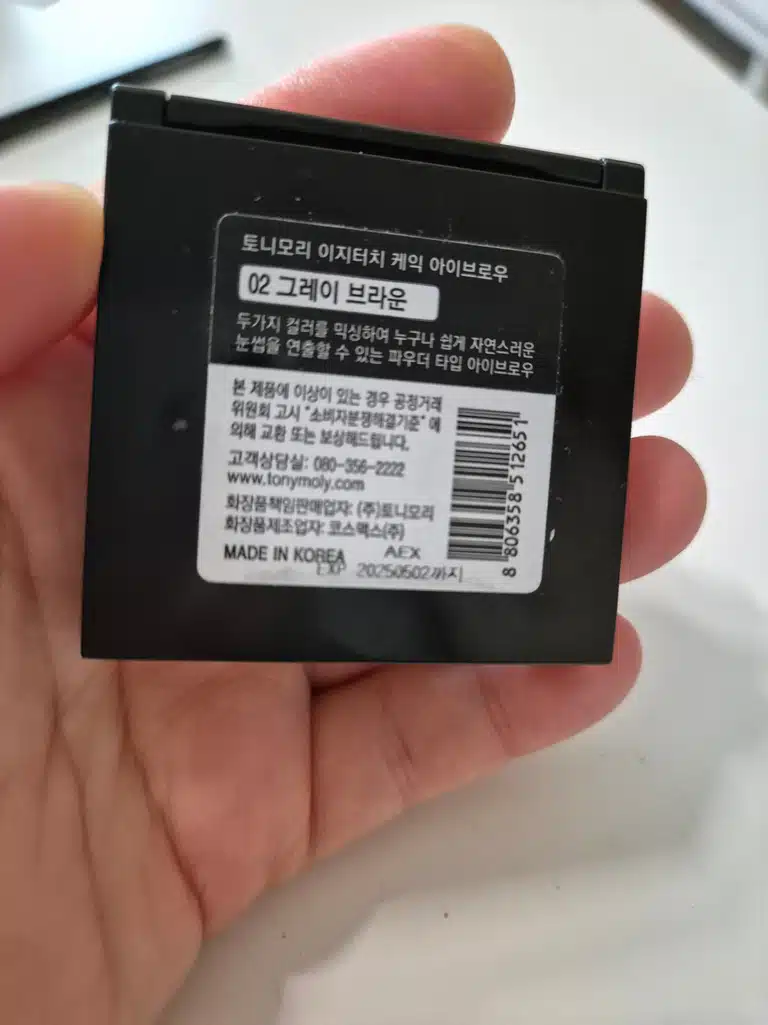 토니모리 이지터치 케익 아이브로우
02 그레이 브라운
두가지 컬러를 믹싱하여 누구나 쉽게 자연스러운
눈썹을 연출할 수 있는 파우더 타입 아이브로우
본 제품에 이상이 있는 경우 공정거래
위원회 고시 "소비자분쟁해결기준" 에
의해 교환 또는 보상해드립니다.
고객상담실: 080-356-2222
www.tonymoly.com
화장품책임판매업자: (주)토니모리
화장품제조업자: 코스맥스(주)
MADE IN KOREA AEX
EXP 20250502까지
8 806358 512651